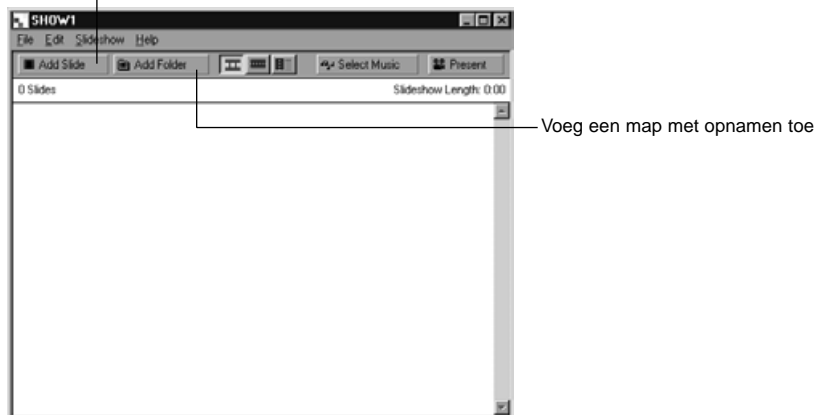 SHOW1
File Edit Slideshow Help
Add Slide Add Folder Select Music Present
0 Slides Slideshow Length: 0:00
Voeg een map met opnamen toe